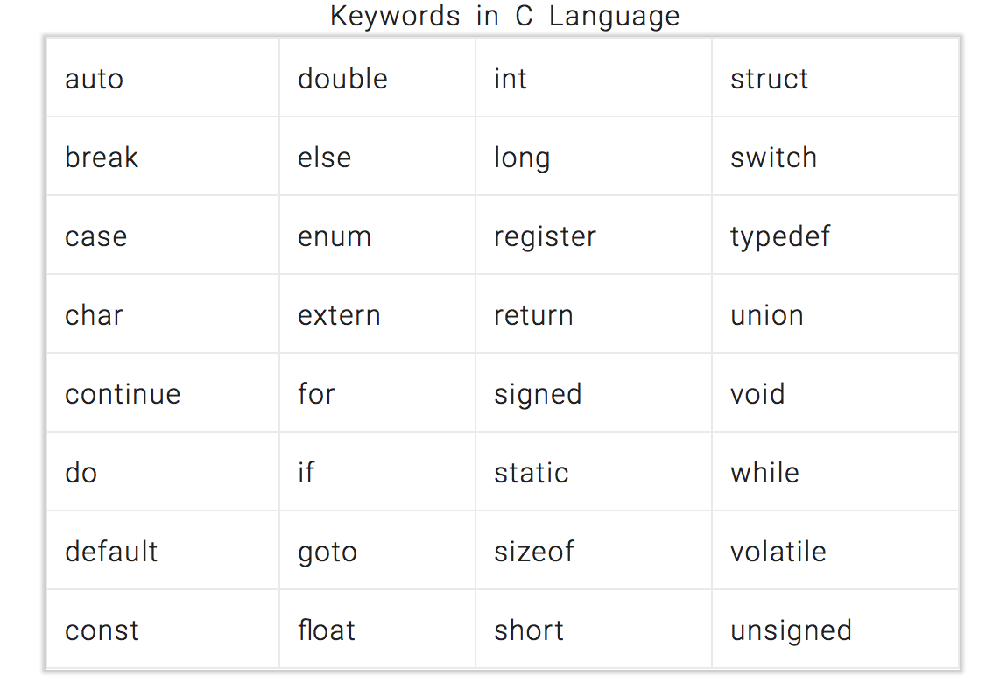 Keywords in C Language
auto double int struct
break else long switch
case enum register typedef
char extern return union
continue for signed void
do if static while
default goto sizeof volatile
const float short unsigned